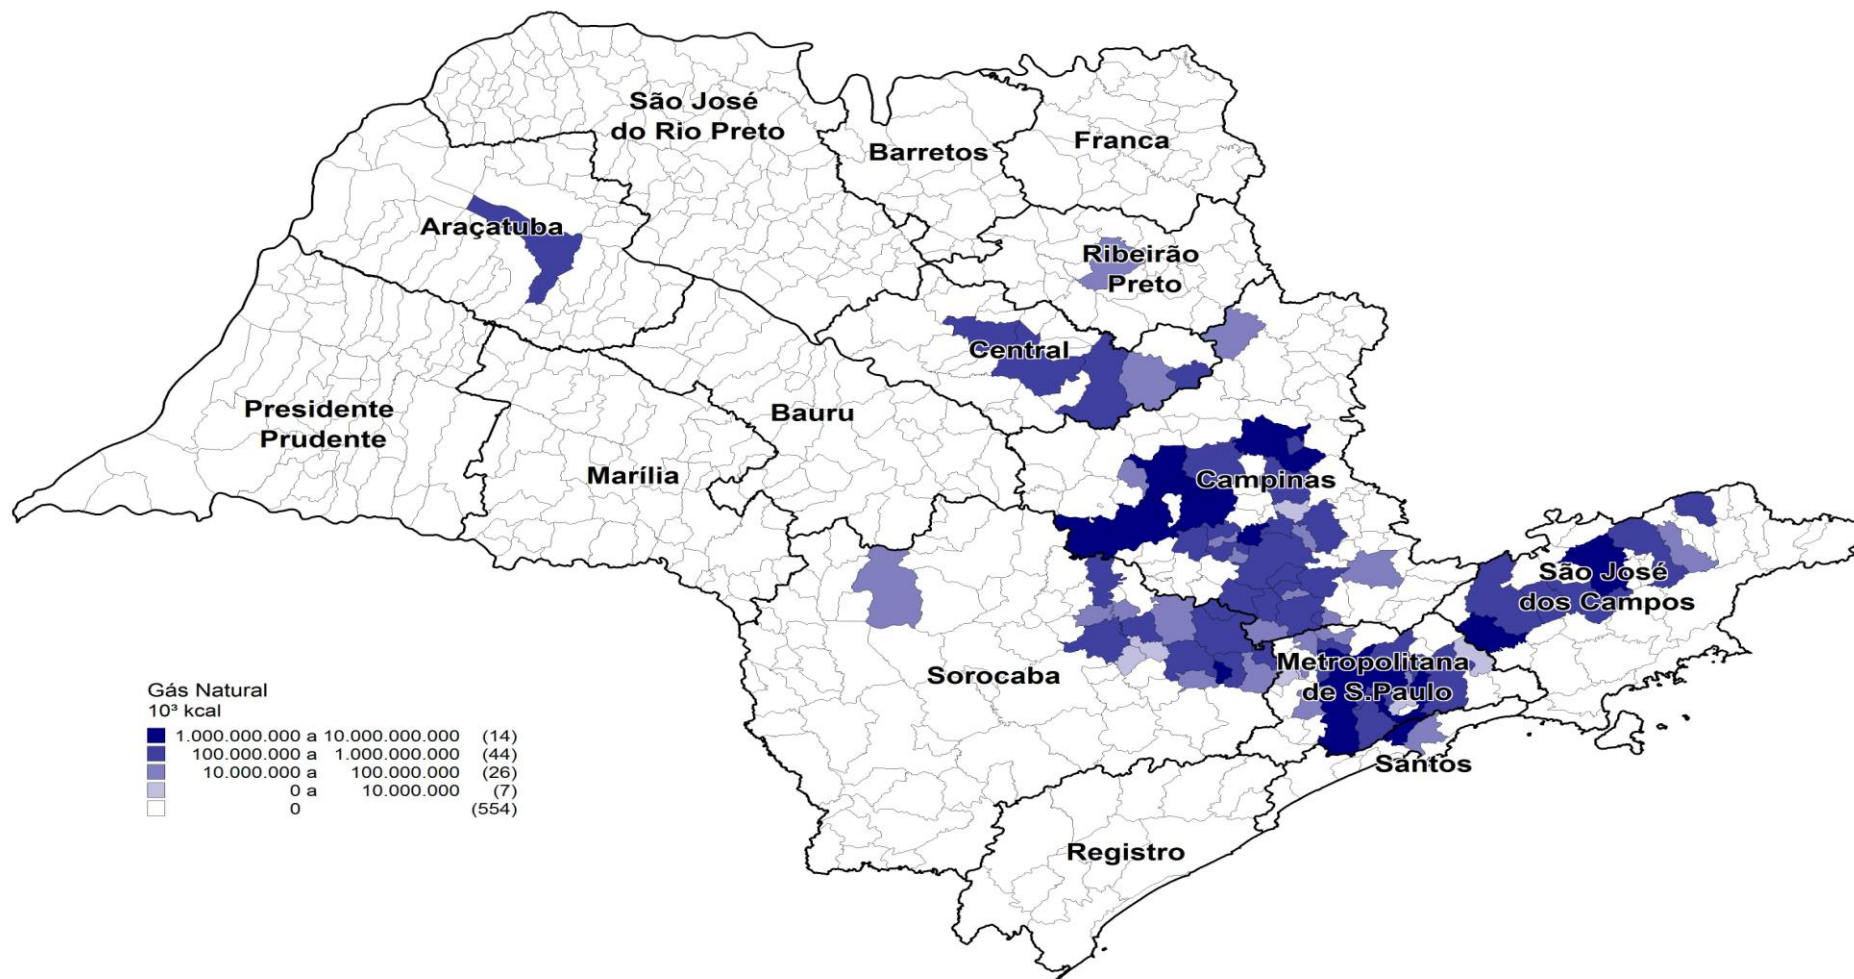 São José
do Rio Preto
Barretos
Franca
Araçatuba
Ribeirão
Preto
Central
Presidente
Prudente
Bauru
Marília
Campinas
São José
dos Campos
Sorocaba
Metropolitana
de S.Paulo
Santos
Registro
Gás Natural
10³ kcal
1.000.000.000 a 10.000.000.000 (14)
100.000.000 a 1.000.000.000 (44)
10.000.000 a 100.000.000 (26)
0 a 10.000.000 (7)
0 (554)